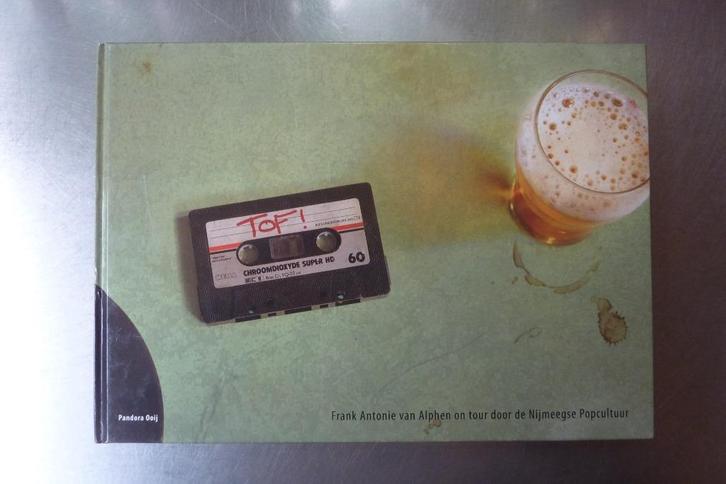 TOF!
CHROOMDIOXYDE SUPER HD 60
Pandora Ooij
Frank Antonie van Alphen on tour door de Nijmeegse Popcultuur